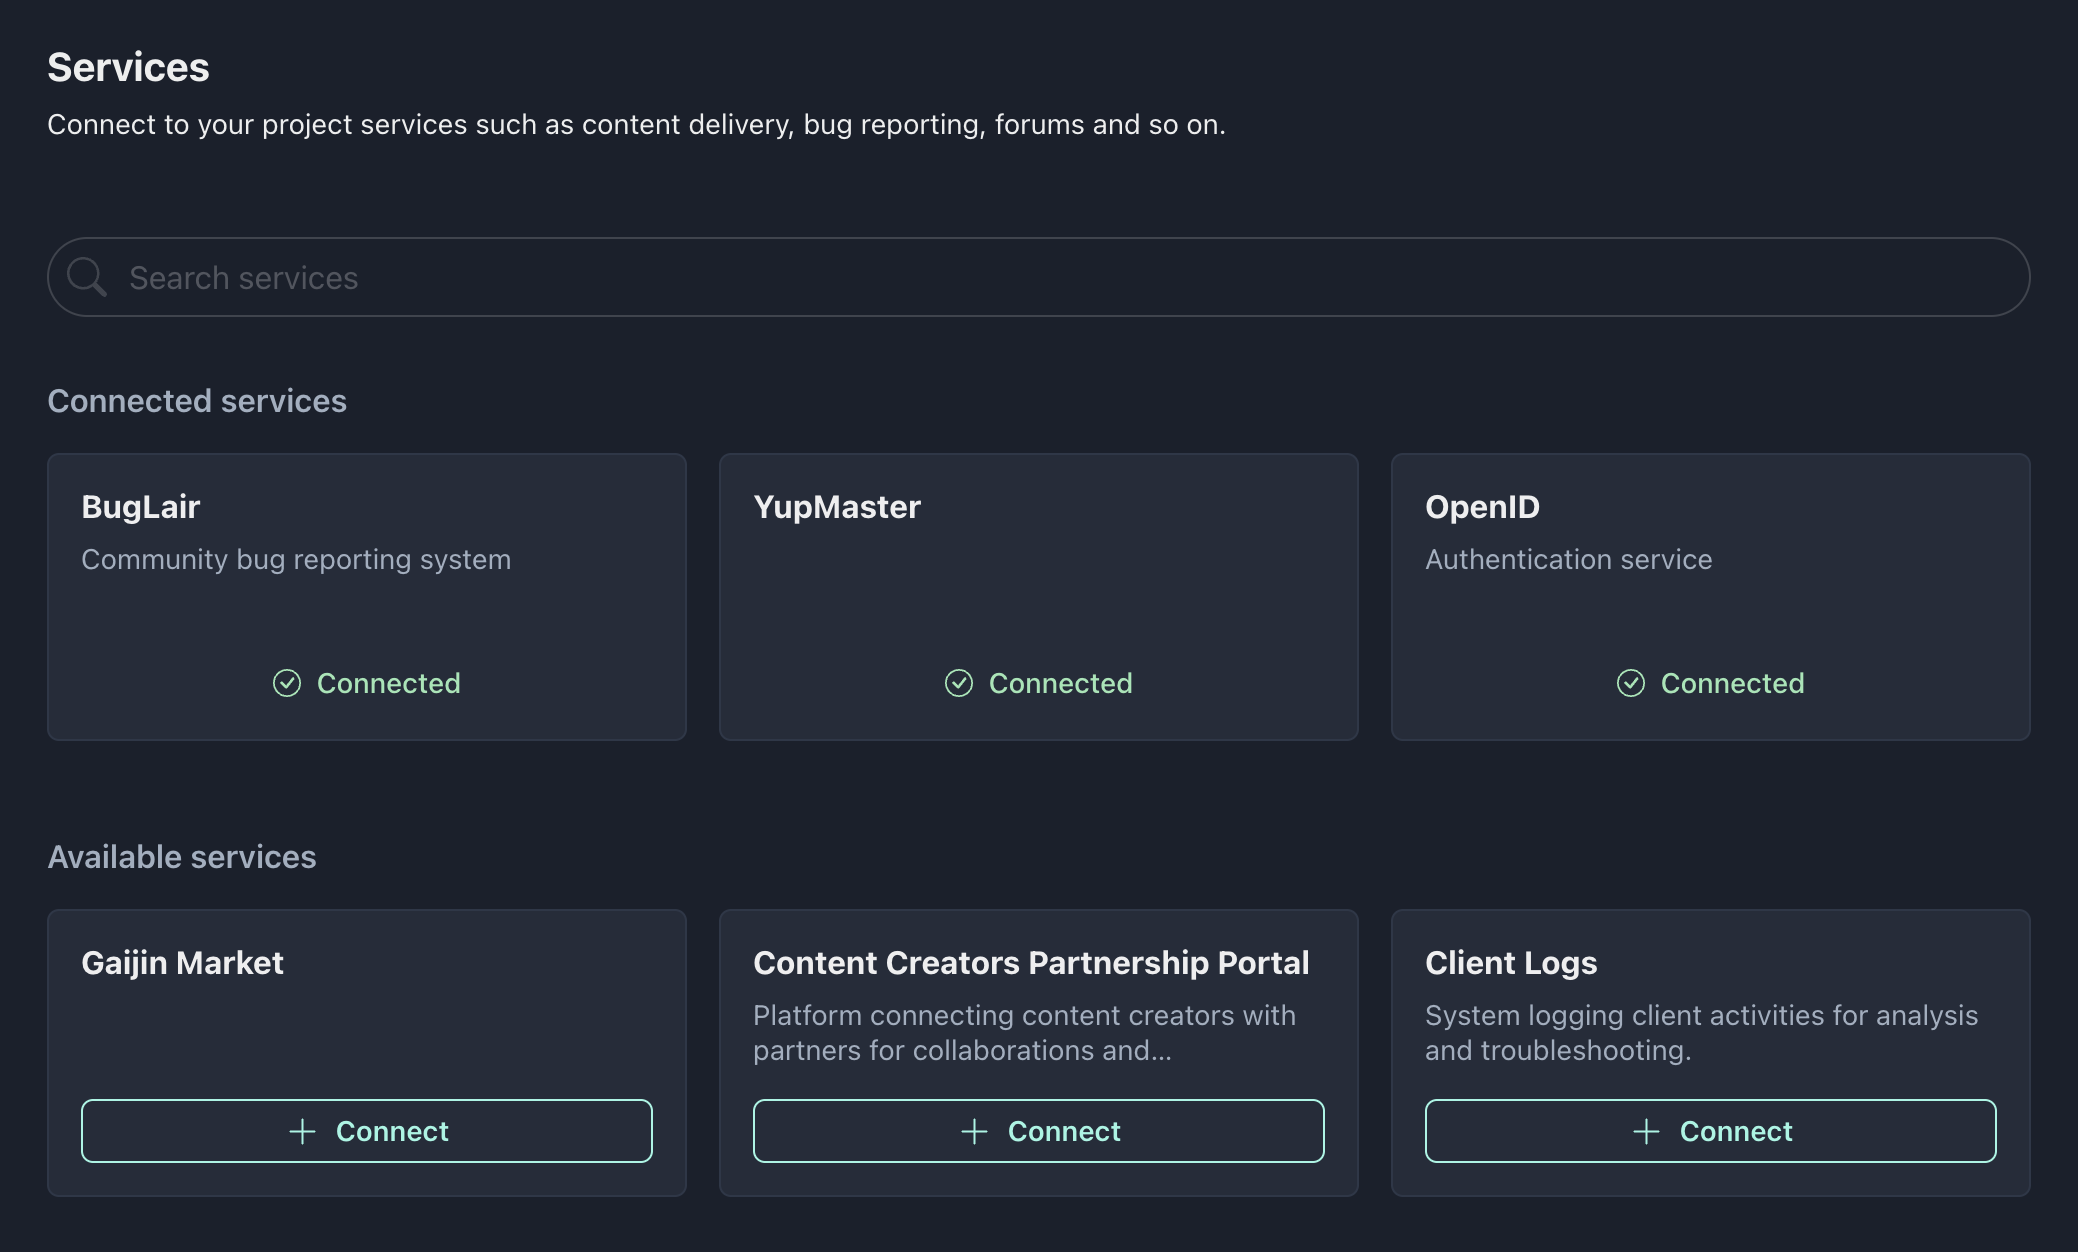 Services
Connect to your project services such as content delivery, bug reporting, forums and so on.
Search services
Connected services
BugLair
Community bug reporting system
Connected
YupMaster
Connected
OpenID
Authentication service
Connected
Available services
Gaijin Market
Connect
Content Creators Partnership Portal
Platform connecting content creators with
partners for collaborations and...
Connect
Client Logs
System logging client activities for analysis
and troubleshooting.
Connect